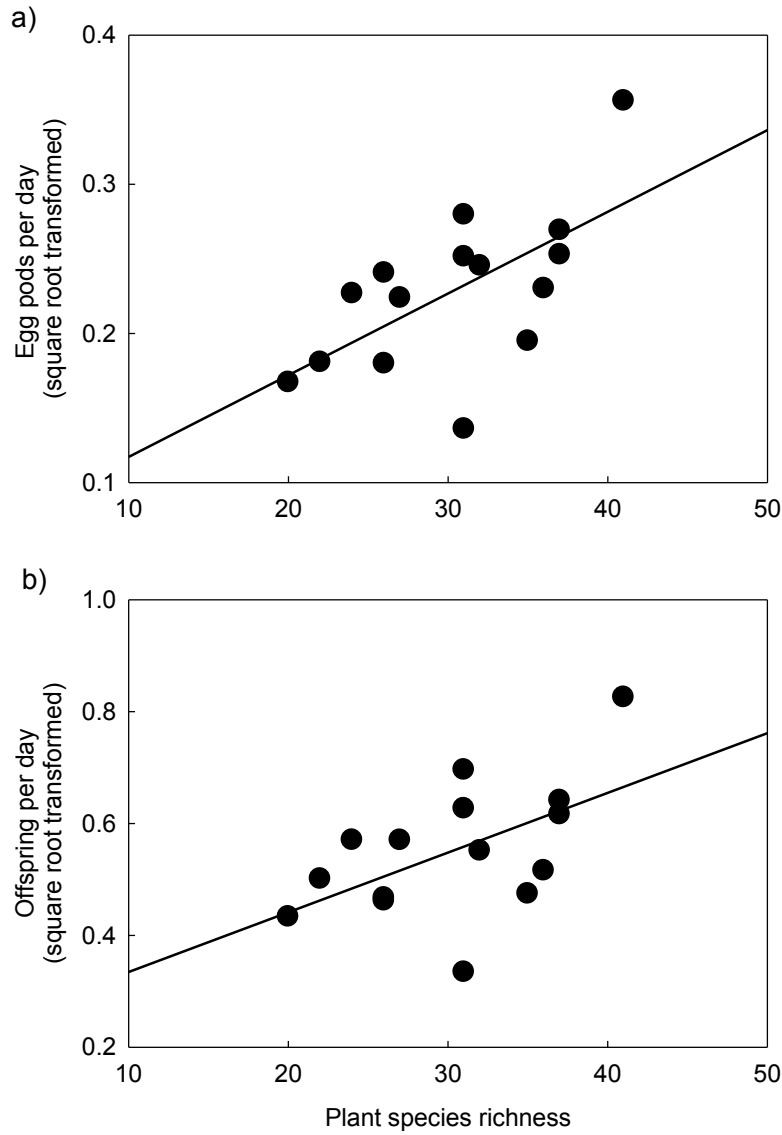 a)
Egg pods per day
(square root transformed)
0.4
0.3
0.2
0.1
10 20 30 40 50
b)
Offspring per day
(square root transformed)
1.0
0.8
0.6
0.4
0.2
10 20 30 40 50
Plant species richness